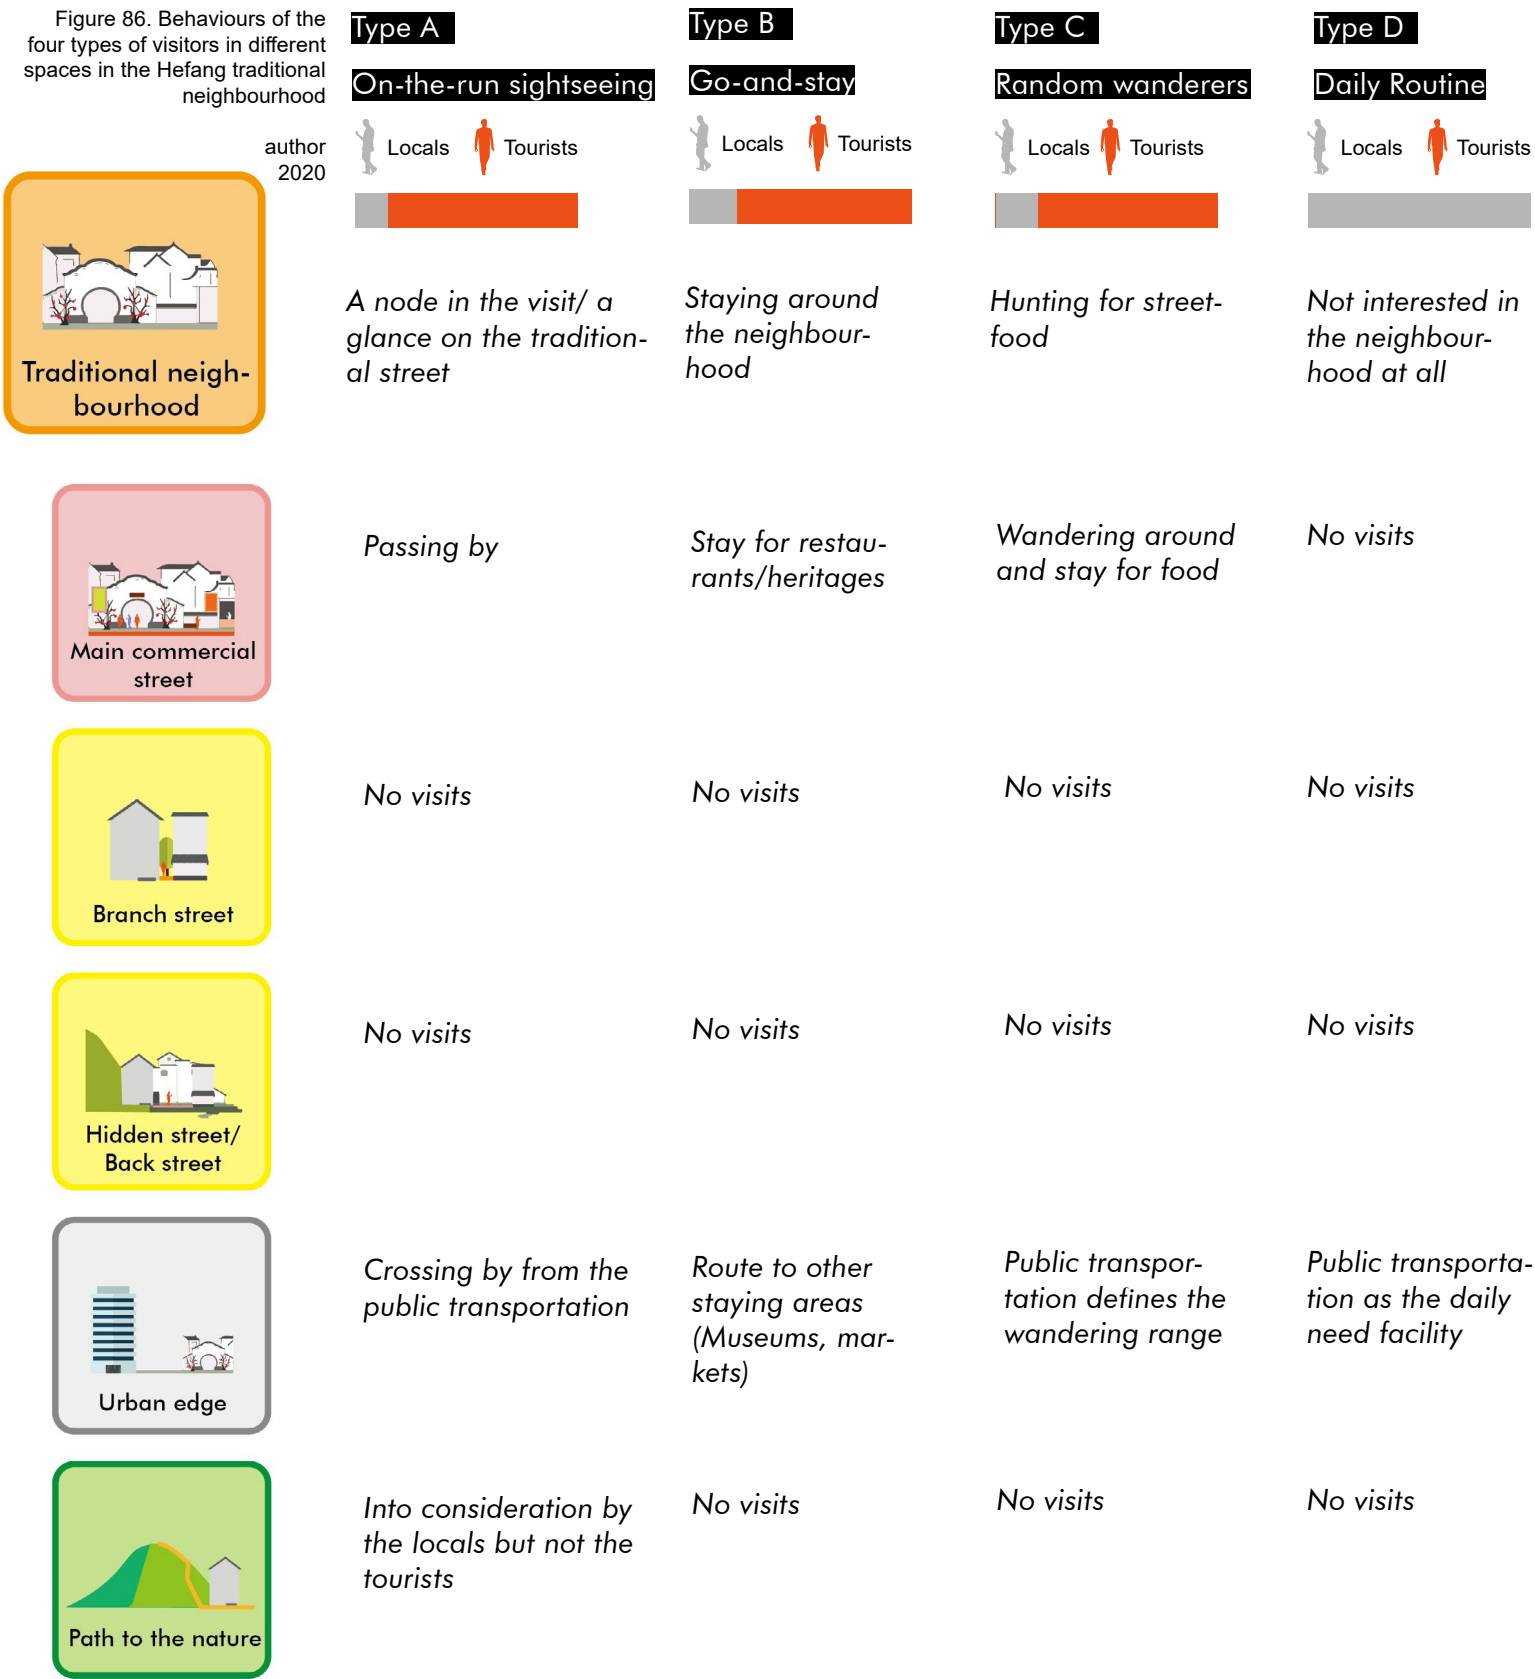 Figure 86. Behaviours of the
four types of visitors in different
spaces in the Hefang traditional
neighbourhood
author
2020
Type A
On-the-run sightseeing
Locals
Tourists
Type B
Go-and-stay
Locals
Tourists
Type C
Random wanderers
Locals
Tourists
Type D
Daily Routine
Locals
Tourists
Traditional neigh-
bourhood
A node in the visit/ a
glance on the tradition-
al street
Staying around
the neighbour-
hood
Hunting for street-
food
Not interested in
the neighbour-
hood at all
Main commercial
street
Passing by
Stay for restau-
rants/heritages
Wandering around
and stay for food
No visits
Branch street
No visits
No visits
No visits
No visits
Hidden street/
Back street
No visits
No visits
No visits
No visits
Urban edge
Crossing by from the
public transportation
Route to other
staying areas
(Museums, mar-
kets)
Public transpor-
tation defines the
wandering range
Public transporta-
tion as the daily
need facility
Path to the nature
Into consideration by
the locals but not the
tourists
No visits
No visits
No visits